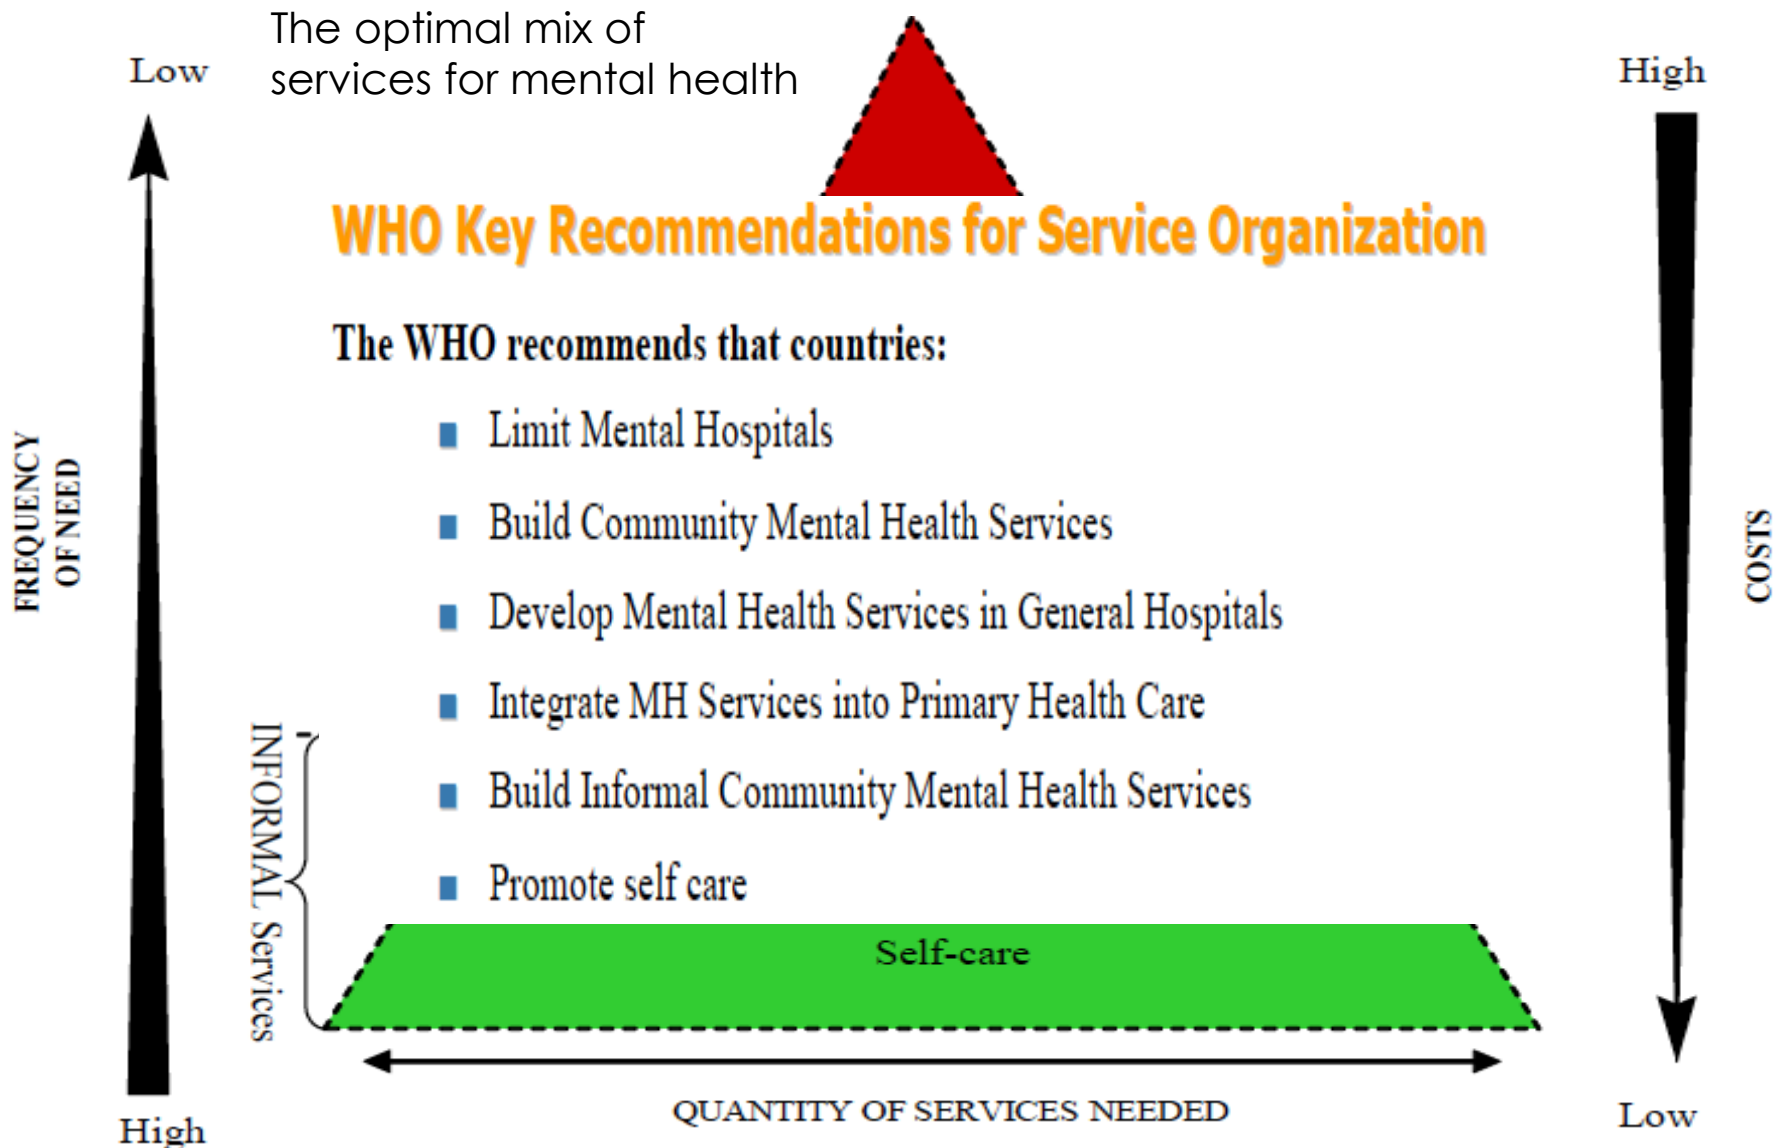 The optimal mix of
services for mental health
Low
High
WHO Key Recommendations for Service Organization
The WHO recommends that countries:
Limit Mental Hospitals
Build Community Mental Health Services
Develop Mental Health Services in General Hospitals
Integrate MH Services into Primary Health Care
Build Informal Community Mental Health Services
Promote self care
FREQUENCY
OF NEED
COSTS
INFORMAL Services
Self-care
QUANTITY OF SERVICES NEEDED
High
Low